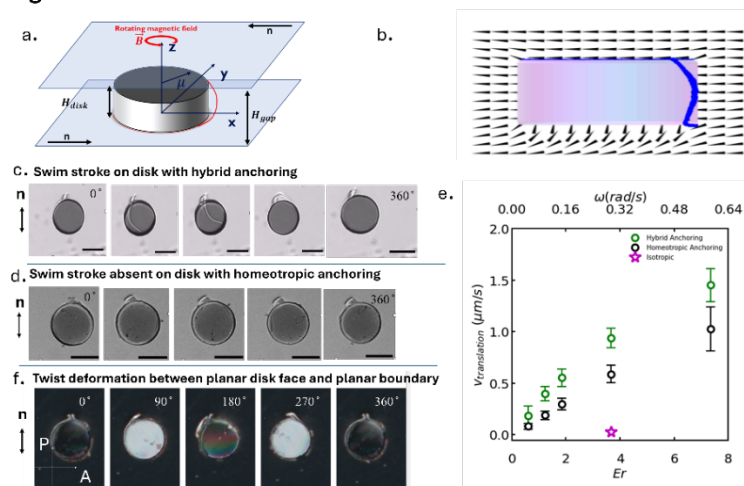 a.
Rotating magnetic field
B
n
z
y
μ
x
H_disk
H_gap
n
b.
c. Swim stroke on disk with hybrid anchoring
n
0°
360°
d. Swim stroke absent on disk with homeotropic anchoring
n
0°
360°
f. Twist deformation between planar disk face and planar boundary
n
0°
90°
180°
270°
360°
P
A
e.
ω(rad/s)
0.00 0.16 0.32 0.48 0.64
2.0
1.5
1.0
0.5
0.0
v_translation (μm/s)
Hybrid Anchoring
Homeotropic Anchoring
Isotropic
0 2 4 6 8
Er